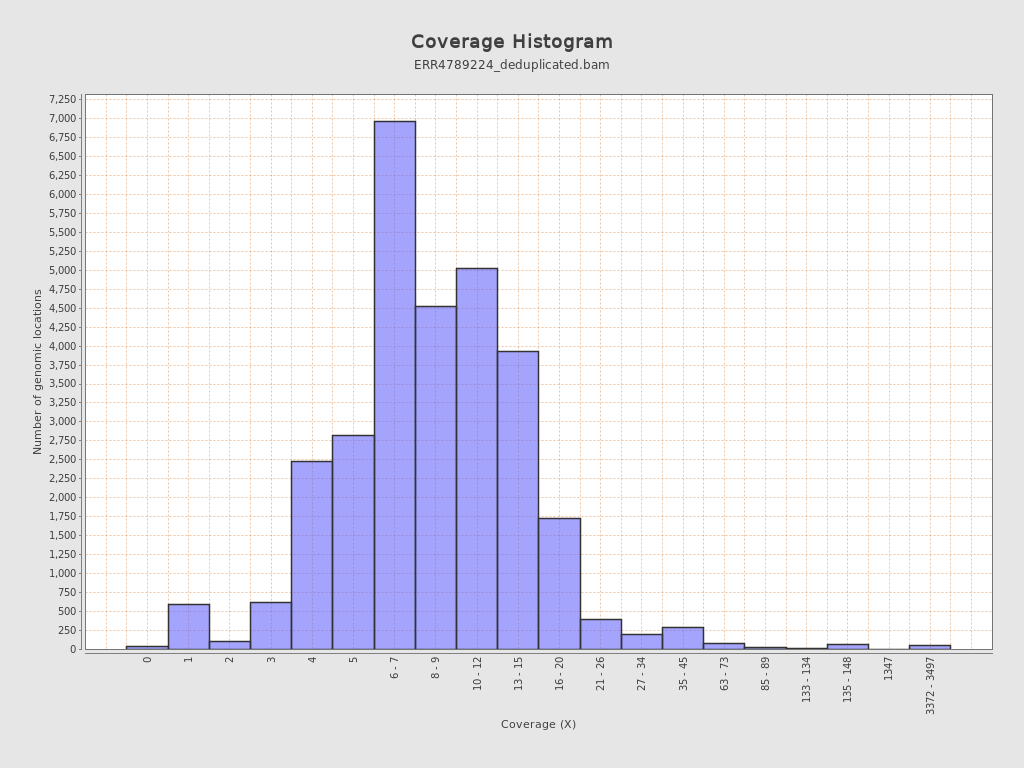 Coverage Histogram
ERR4789224_deduplicated.bam
Number of genomic locations
7,250
7,000
6,750
6,500
6,250
6,000
5,750
5,500
5,250
5,000
4,750
4,500
4,250
4,000
3,750
3,500
3,250
3,000
2,750
2,500
2,250
2,000
1,750
1,500
1,250
1,000
750
500
250
0
0
1
2
3
4
5
6 - 7
8 - 9
10 - 12
13 - 15
16 - 20
21 - 26
27 - 34
35 - 45
63 - 73
85 - 89
133 - 134
135 - 148
1347
3372 - 3497
Coverage (X)